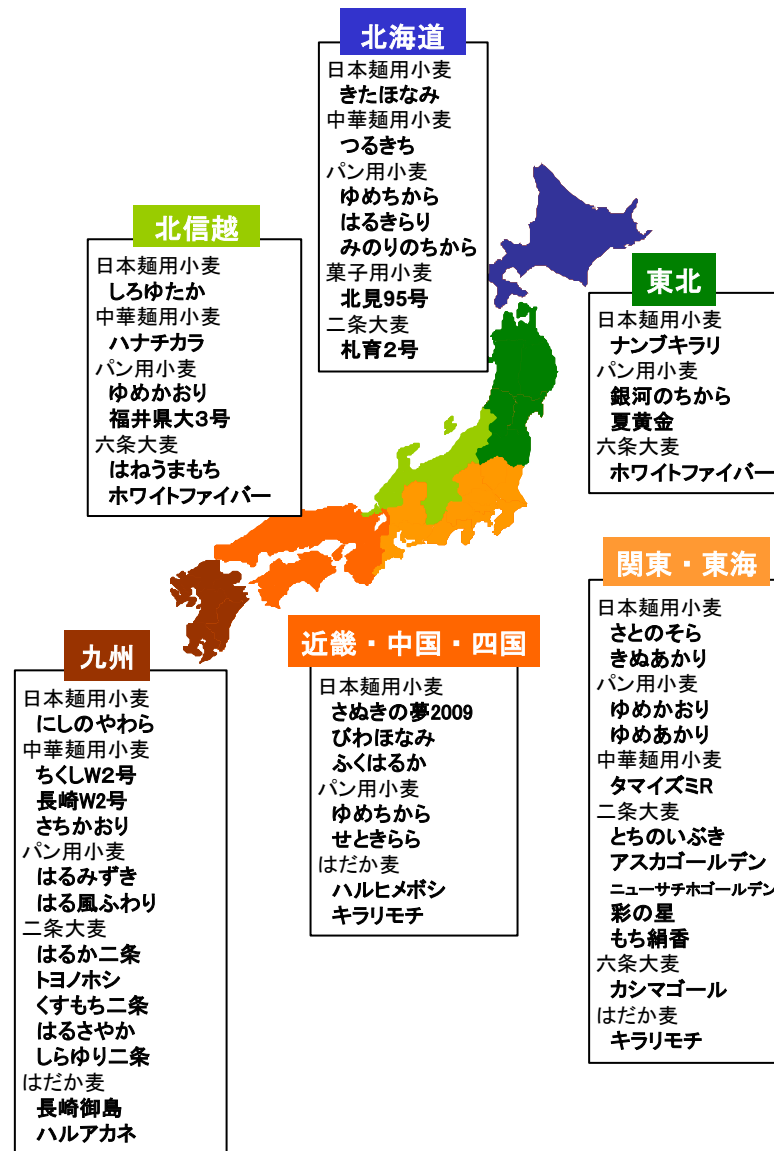 北海道
日本麺用小麦
きたほなみ
中華麺用小麦
つるきち
パン用小麦
ゆめちから
はるきらり
みのりのちから
菓子用小麦
北見95号
二条大麦
札育2号
北信越
日本麺用小麦
しろゆたか
中華麺用小麦
ハナチカラ
パン用小麦
ゆめかおり
福井県大3号
六条大麦
はねうまもち
ホワイトファイバー
東北
日本麺用小麦
ナンブキラリ
パン用小麦
銀河のちから
夏黄金
六条大麦
ホワイトファイバー
関東・東海
日本麺用小麦
さとのそら
きぬあかり
パン用小麦
ゆめかおり
ゆめあかり
中華麺用小麦
タマイズミR
二条大麦
とちのいぶき
アスカゴールデン
ニューサチホゴールデン
彩の星
もち絹香
六条大麦
カシマゴール
はだか麦
キラリモチ
近畿・中国・四国
日本麺用小麦
さぬきの夢2009
びわほなみ
ふくはるか
パン用小麦
ゆめちから
せときらら
はだか麦
ハルヒメボシ
キラリモチ
九州
日本麺用小麦
にしのやわら
中華麺用小麦
ちくしW2号
長崎W2号
さちかおり
パン用小麦
はるみずき
はる風ふわり
二条大麦
はるか二条
トヨノホシ
くすもち二条
はるさやか
しらゆり二条
はだか麦
長崎御島
ハルアカネ